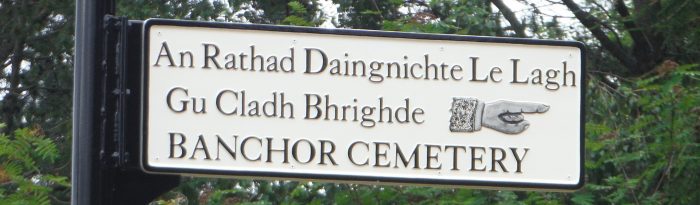 An Rathad Daingnichte Le Lagh
Gu Cladh Bhrighde
BANCHOR CEMETERY